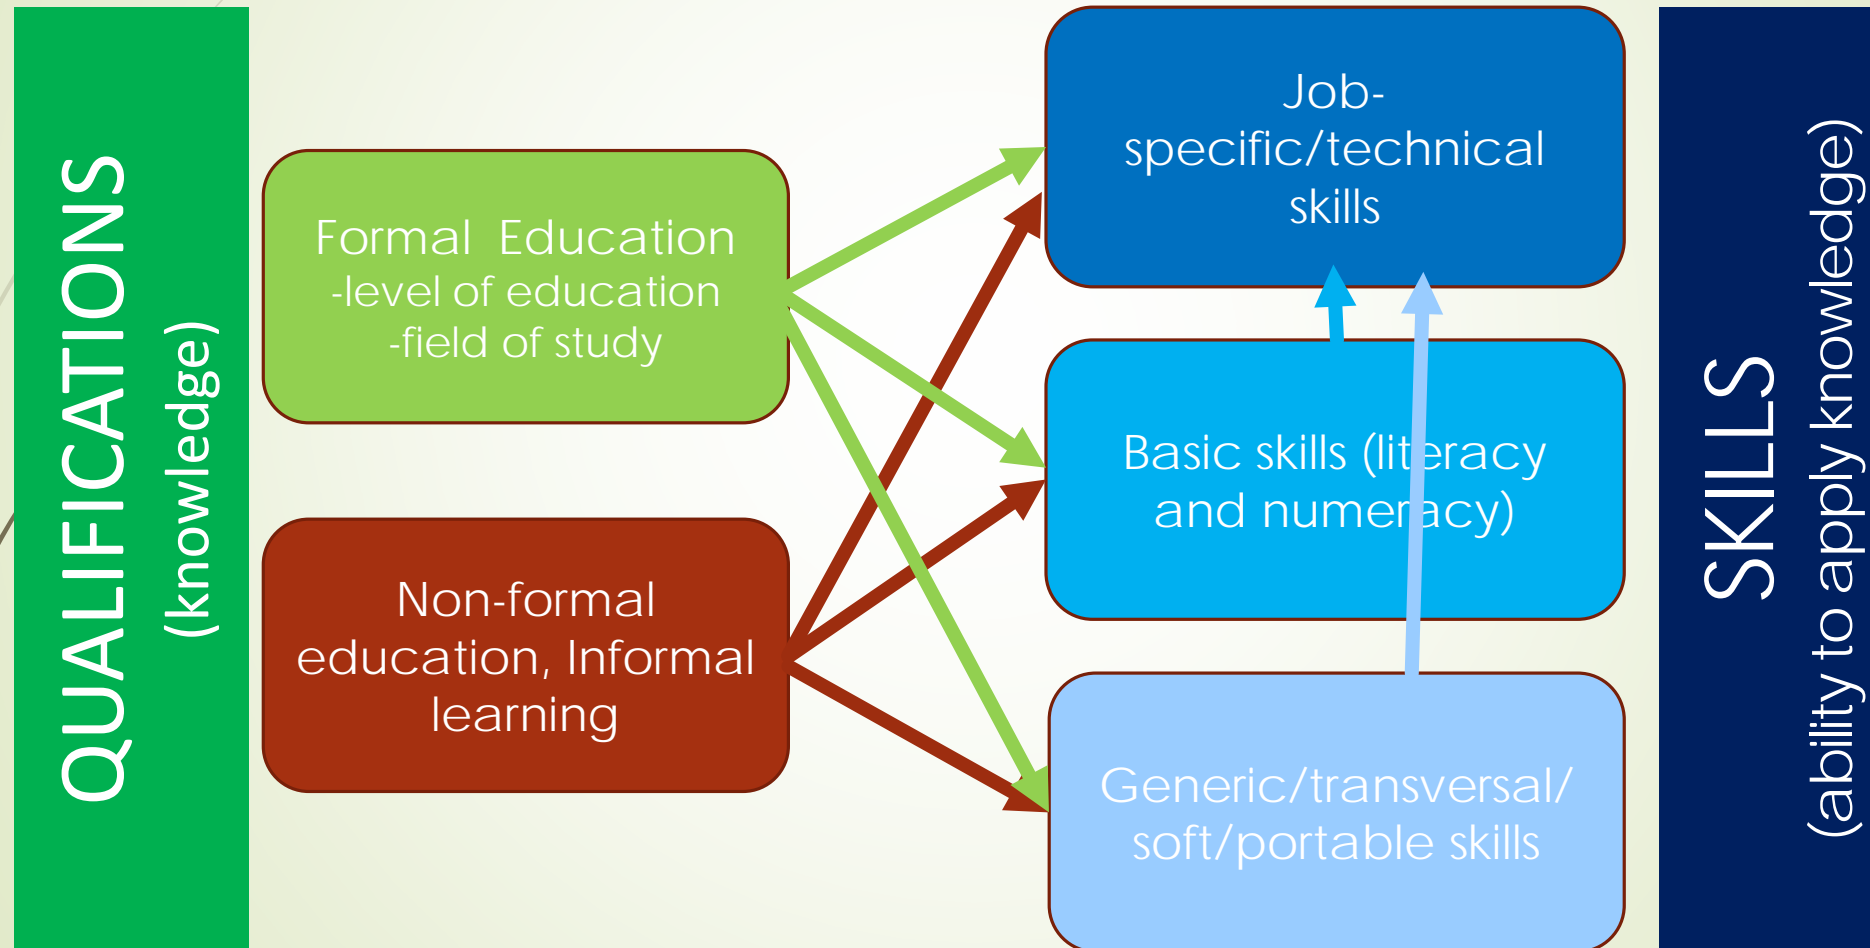 QUALIFICATIONS
(knowledge)
Formal  Education
-level of education
-field of study
Non-formal
education, Informal
learning
Job-
specific/technical
skills
Basic skills (literacy
and numeracy)
Generic/transversal/
soft/portable skills
SKILLS
(ability to apply knowledge)